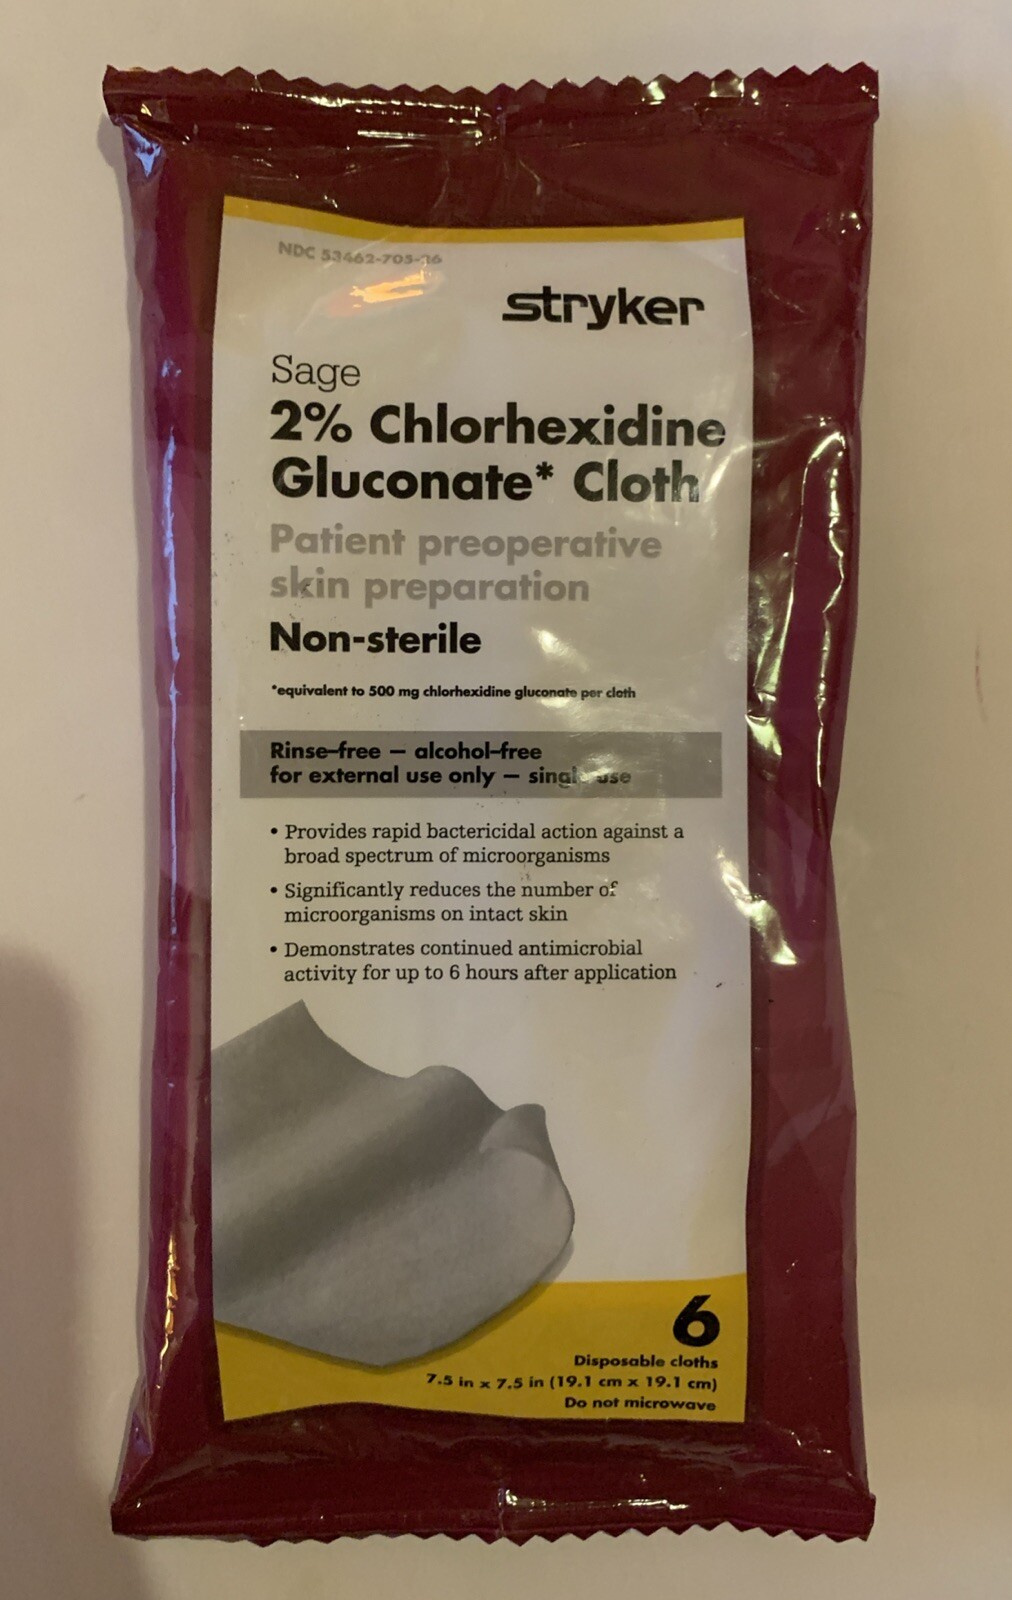 NDC 53462-705-26
stryker
Sage
2% Chlorhexidine
Gluconate* Cloth
Patient preoperative
skin preparation
Non-sterile
*equivalent to 500 mg chlorhexidine gluconate per cloth
Rinse-free — alcohol-free
for external use only — single use
• Provides rapid bactericidal action against a
broad spectrum of microorganisms
• Significantly reduces the number of
microorganisms on intact skin
• Demonstrates continued antimicrobial
activity for up to 6 hours after application
6
Disposable cloths
7.5 in x 7.5 in (19.1 cm x 19.1 cm)
Do not microwave